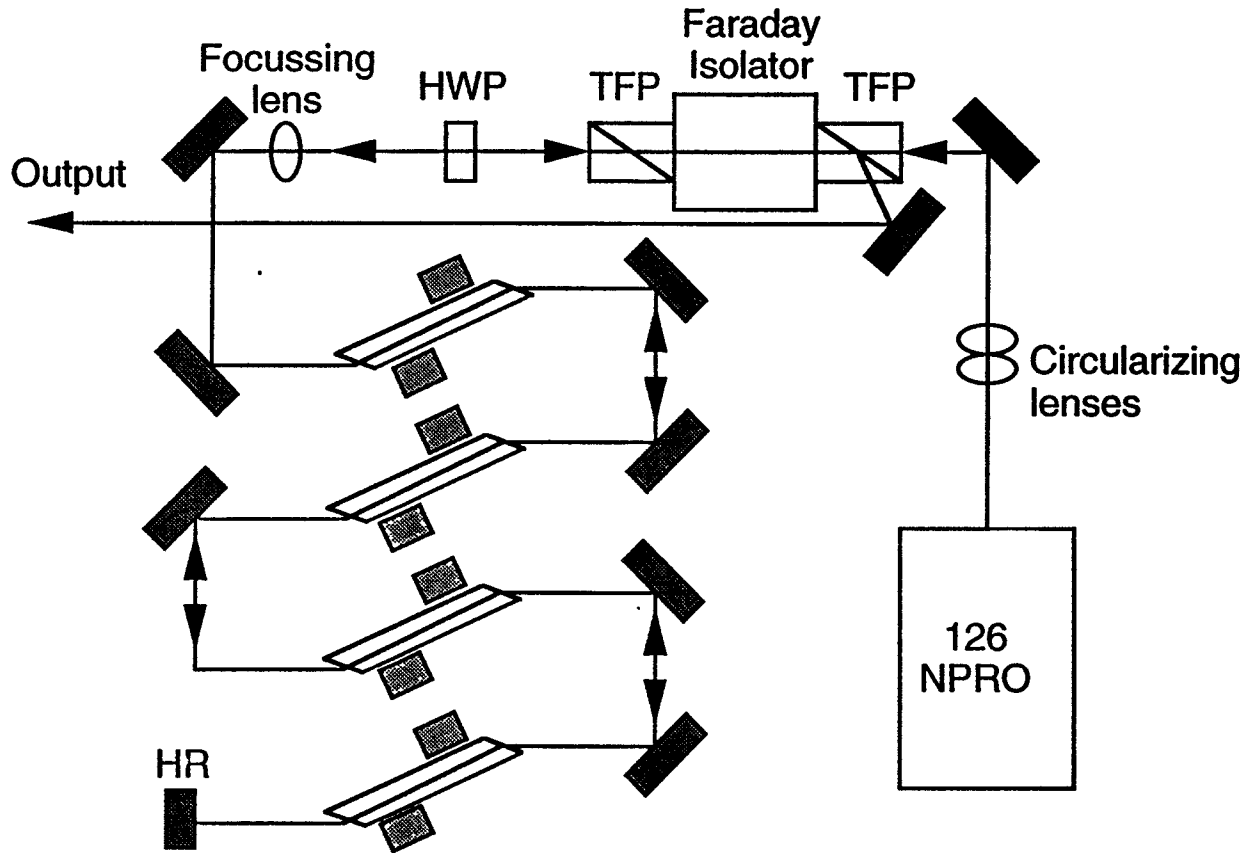 Faraday
Isolator
Focussing
lens
HWP
TFP
TFP
Output
Circularizing
lenses
126
NPRO
HR